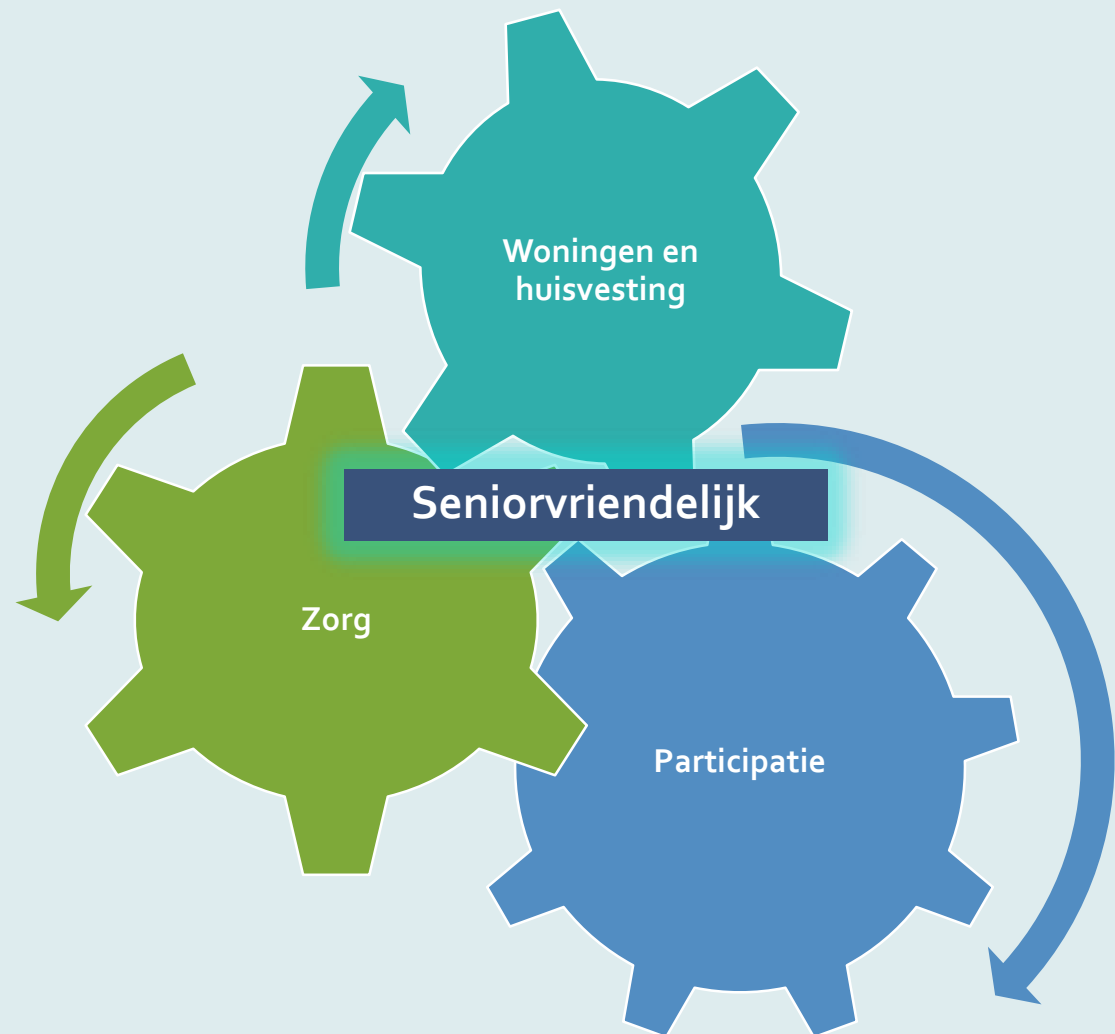 Woningen en
huisvesting
Seniorvriendelijk
Zorg
Participatie